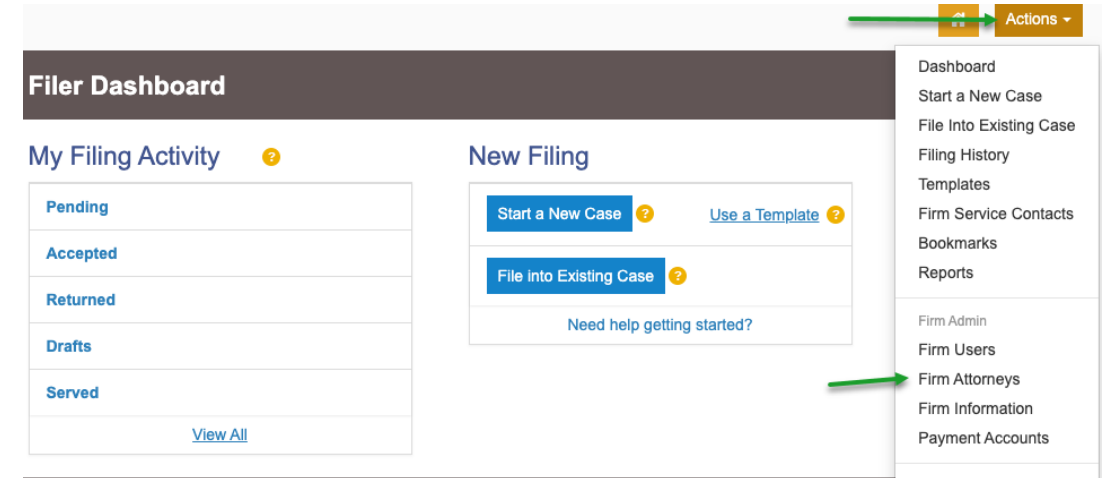 Actions
Filer Dashboard
My Filing Activity ?
Pending
Accepted
Returned
Drafts
Served
View All
New Filing
Start a New Case ? Use a Template ?
File into Existing Case ?
Need help getting started?
Dashboard
Start a New Case
File Into Existing Case
Filing History
Templates
Firm Service Contacts
Bookmarks
Reports
Firm Admin
Firm Users
Firm Attorneys
Firm Information
Payment Accounts